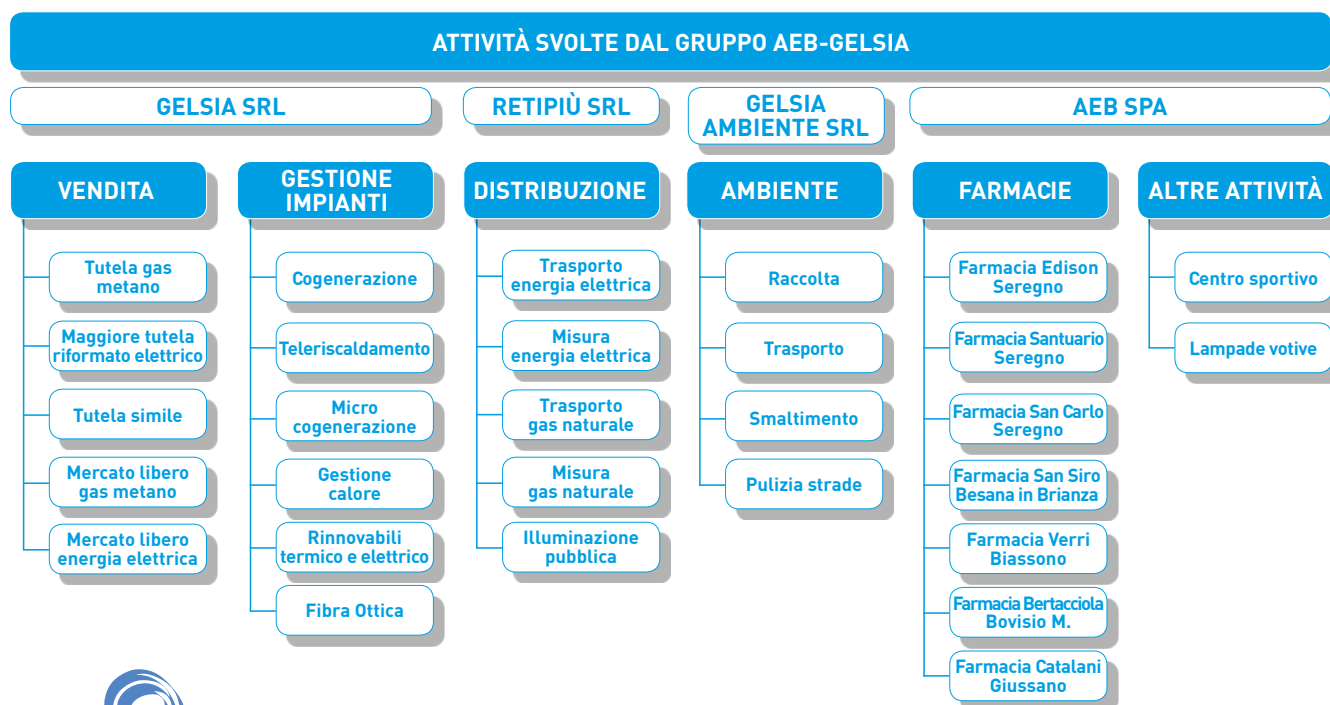 ATTIVITÀ SVOLTE DAL GRUPPO AEB-GELSIA
GELSIA SRL
RETIPIÙ SRL
GELSIA
AMBIENTE SRL
AEB SPA
VENDITA
Tutela gas
metano
Maggiore tutela
riformato elettrico
Tutela simile
Mercato libero
gas metano
Mercato libero
energia elettrica
GESTIONE
IMPIANTI
Cogenerazione
Teleriscaldamento
Micro
cogenerazione
Gestione
calore
Rinnovabili
termico e elettrico
Fibra Ottica
DISTRIBUZIONE
Trasporto
energia elettrica
Misura
energia elettrica
Trasporto
gas naturale
Misura
gas naturale
Illuminazione
pubblica
AMBIENTE
Raccolta
Trasporto
Smaltimento
Pulizia strade
FARMACIE
Farmacia Edison
Seregno
Farmacia Santuario
Seregno
Farmacia San Carlo
Seregno
Farmacia San Siro
Besana in Brianza
Farmacia Verri
Biassono
Farmacia Bertacciola
Bovisio M.
Farmacia Catalani
Giussano
ALTRE ATTIVITÀ
Centro sportivo
Lampade votive